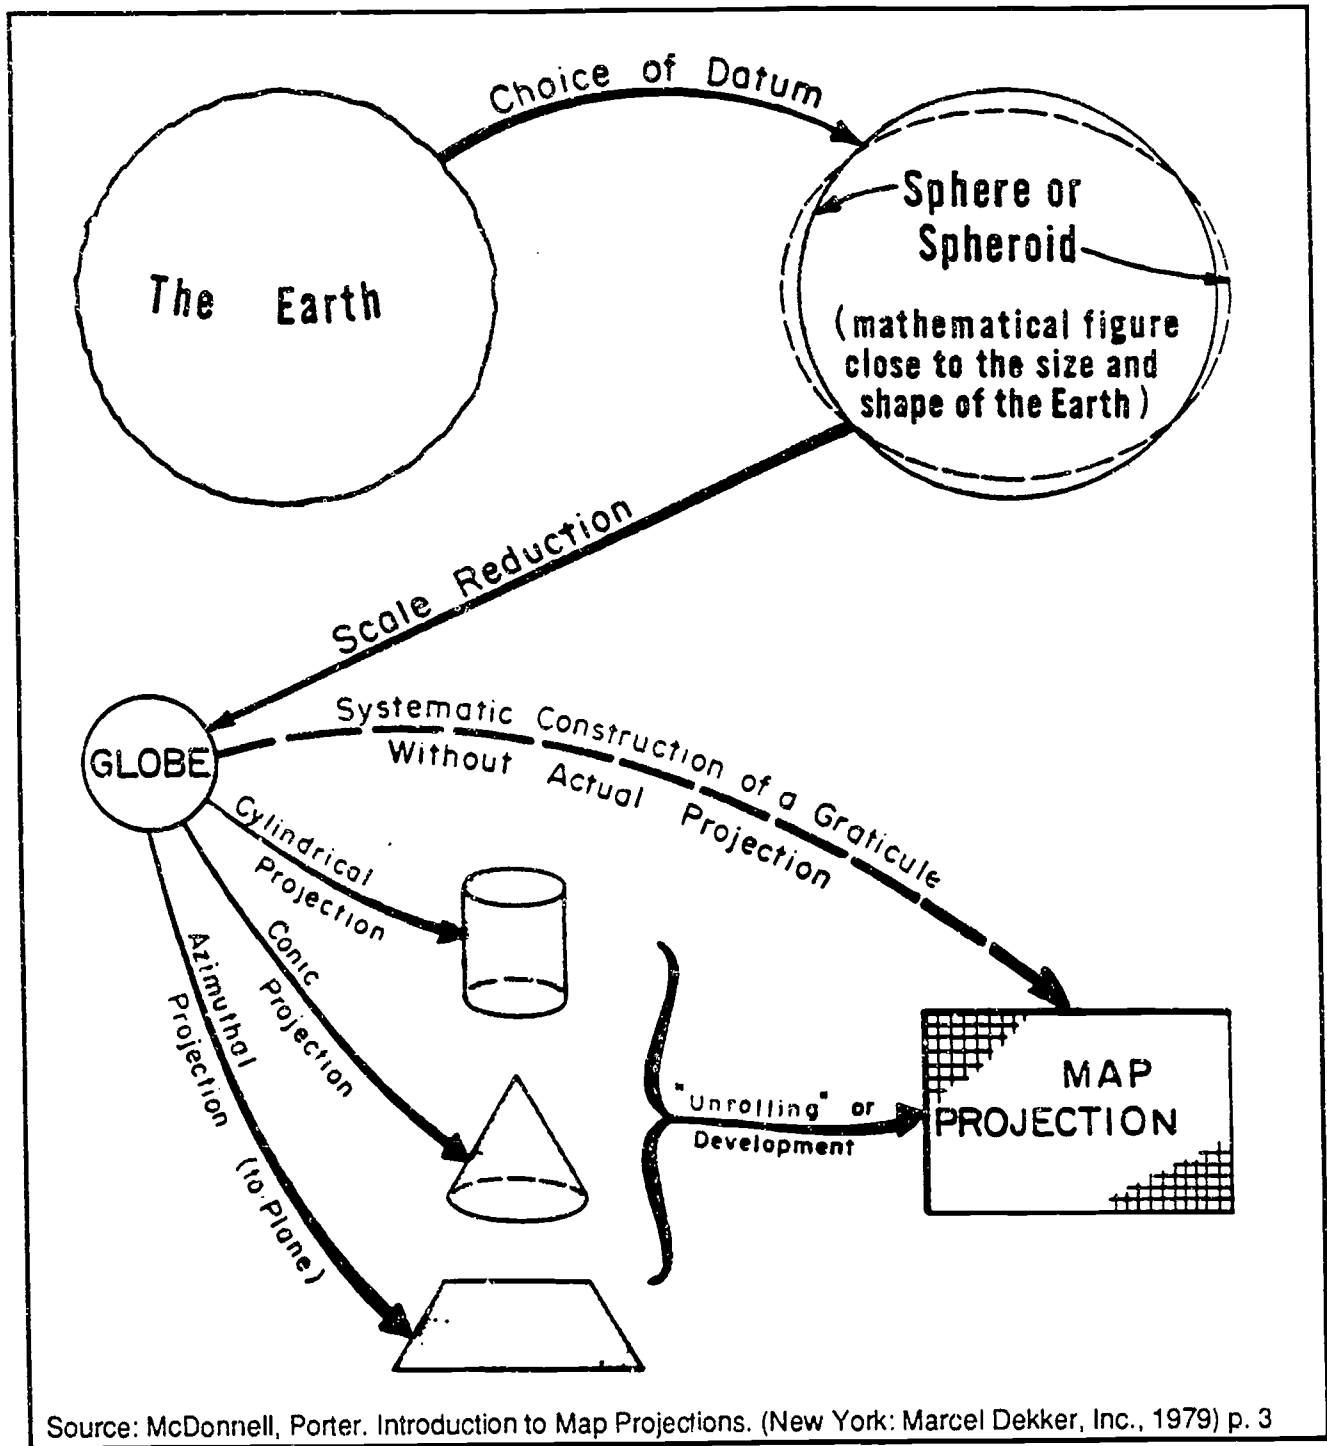 Choice of Datum
The Earth
Sphere or
Spheroid
(mathematical figure
close to the size and
shape of the Earth)
Scale Reduction
GLOBE
Systematic Construction of a Graticule
Without Actual Projection
Cylindrical
Projection
Conic
Projection
Azimuthal
Projection
(to Plane)
"Unrolling" or
Development
MAP
PROJECTION
Source: McDonnell, Porter. Introduction to Map Projections. (New York: Marcel Dekker, Inc., 1979) p. 3